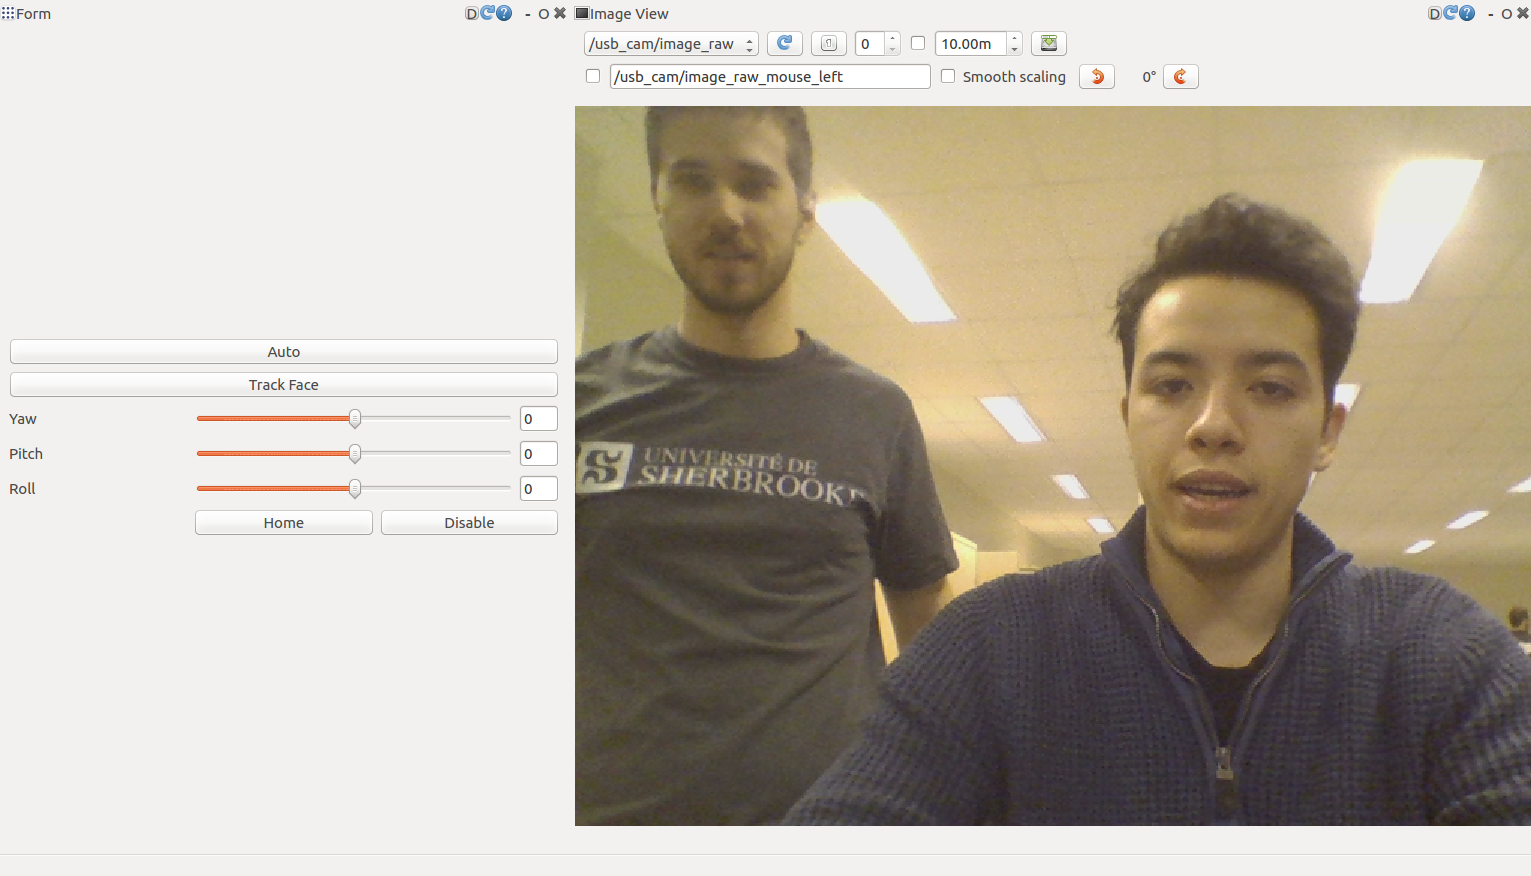 Form
D
- O
Image View
D
- O
/usb_cam/image_raw
0
10.00m
/usb_cam/image_raw_mouse_left
Smooth scaling
0°
Auto
Track Face
Yaw
0
Pitch
0
Roll
0
Home
Disable
S
UNIVERSITÉ DE
SHERBROOKE